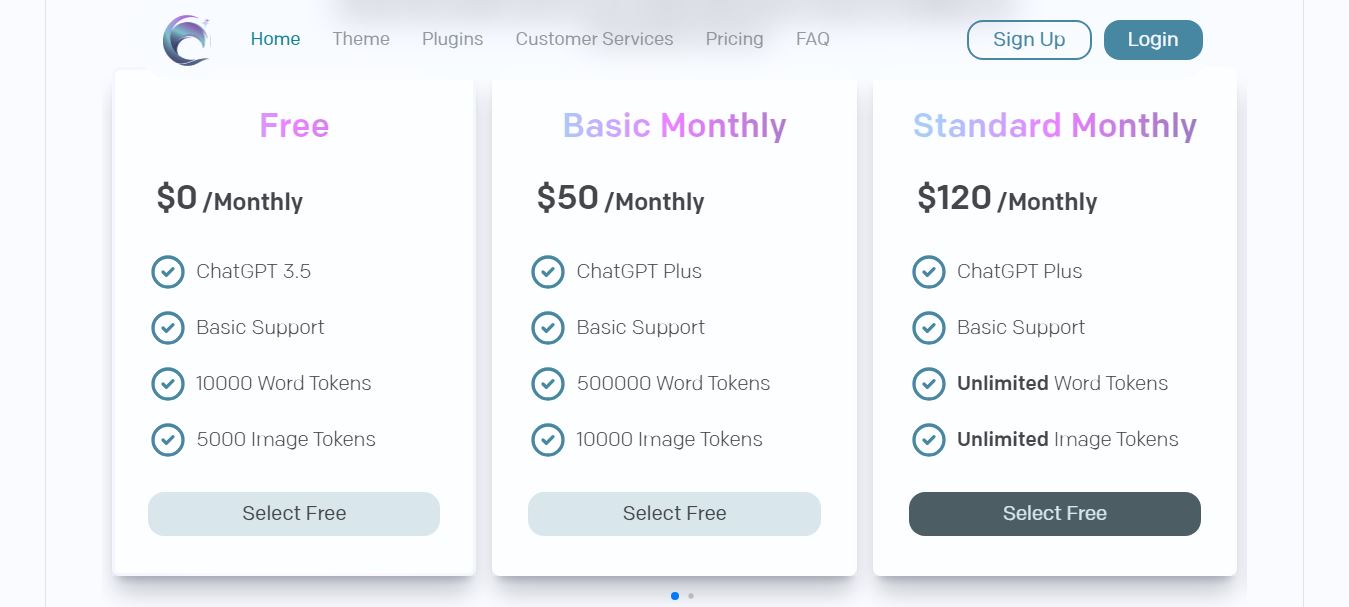 Home Theme Plugins Customer Services Pricing FAQ Sign Up Login
Free
$0 /Monthly
ChatGPT 3.5
Basic Support
10000 Word Tokens
5000 Image Tokens
Select Free
Basic Monthly
$50 /Monthly
ChatGPT Plus
Basic Support
500000 Word Tokens
10000 Image Tokens
Select Free
Standard Monthly
$120 /Monthly
ChatGPT Plus
Basic Support
Unlimited Word Tokens
Unlimited Image Tokens
Select Free